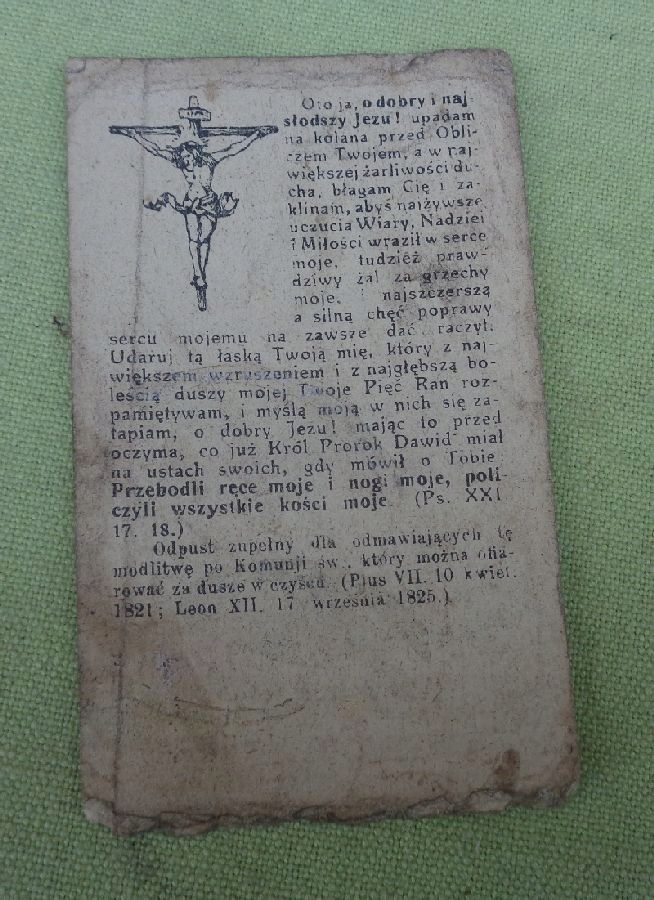 Oto ja, o dobry i naj-
słodszy Jezu! upadam
na kolana przed Obli-
czem Twojem, a w naj-
większej żarliwości du-
cha, błagam Cię i za-
klinam, abyś najżywsze
uczucia Wiary, Nadziei
i Miłości wraził w serce
moje, tudzież praw-
dziwy żal za grzechy
moje, i najszczerszą
a silną chęć poprawy
sercu mojemu na zawsze dać raczył.
Udaruj tą łaską Twoją mię, który z naj-
większem wzruszeniem i z najgłębszą bo-
leścią duszy mojej Twoje Pięć Ran roz-
pamiętywam, i myślą moją w nich się za-
tapiam, o dobry Jezu! mając to przed
oczyma, co już Król Prorok Dawid miał
na ustach swoich, gdy mówił o Tobie:
Przebodli ręce moje i nogi moje, poli-
czyli wszystkie kości moje. (Ps. XXI.
17. 18.)
Odpust zupełny dla odmawiających tę
modlitwę po Komunji św., który można ofia-
rować za dusze w czyśćcu. (Pius VII. 10 kwiet.
1821; Leon XII. 17 września 1825.)